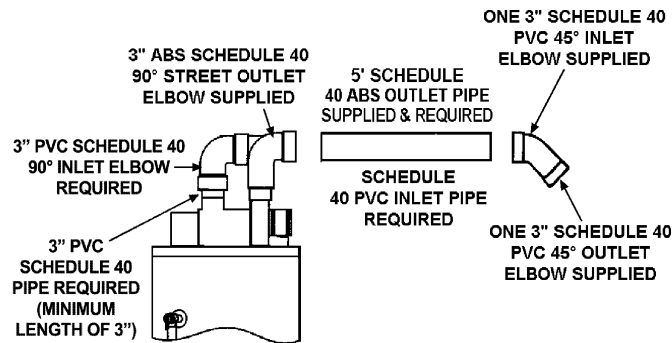 3" ABS SCHEDULE 40
90° STREET OUTLET
ELBOW SUPPLIED
5' SCHEDULE
40 ABS OUTLET PIPE
SUPPLIED & REQUIRED
ONE 3" SCHEDULE 40
PVC 45° INLET
ELBOW SUPPLIED
3" PVC SCHEDULE 40
90° INLET ELBOW
REQUIRED
SCHEDULE
40 PVC INLET PIPE
REQUIRED
3" PVC
SCHEDULE 40
PIPE REQUIRED
(MINIMUM
LENGTH OF 3")
ONE 3" SCHEDULE 40
PVC 45° OUTLET
ELBOW SUPPLIED